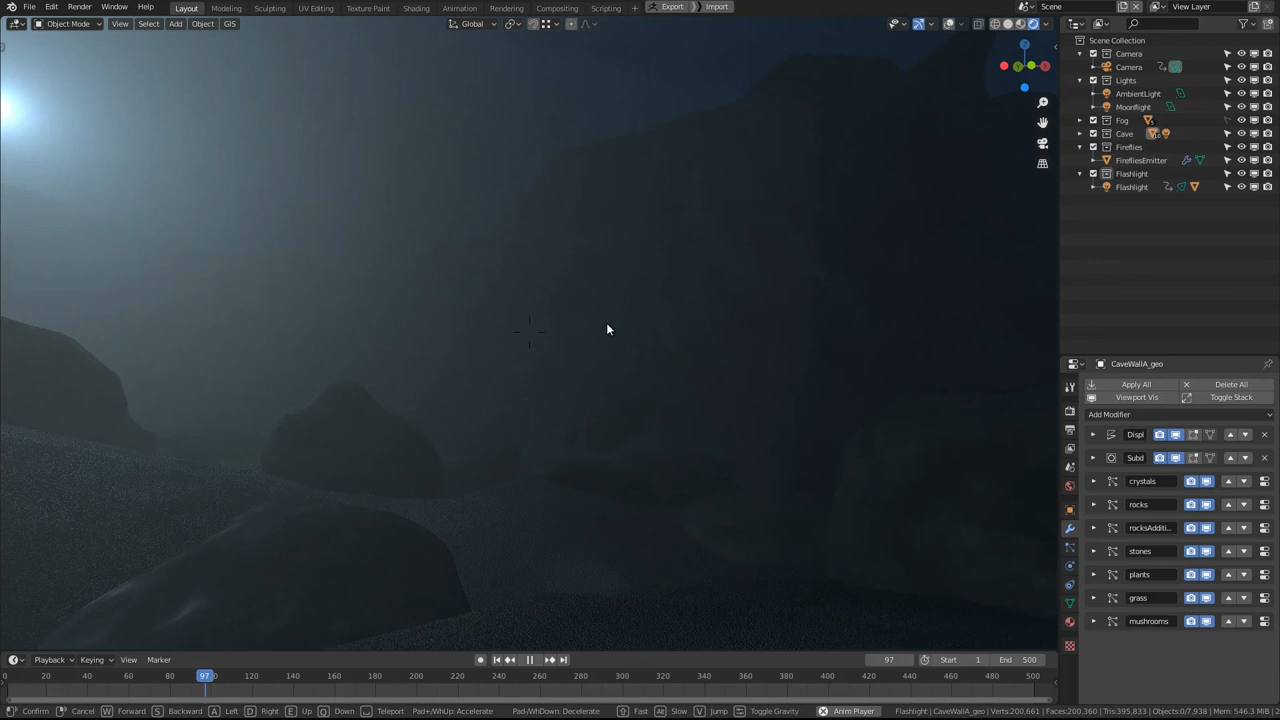 File Edit Render Window Help Layout Modeling Sculpting UV Editing Texture Paint Shading Animation Rendering Compositing Scripting + Export Import Scene View Layer
Object Mode View Select Add Object GIS Global
Scene Collection
Camera
Camera
Lights
AmbientLight
Moonflight
Fog
Cave
Fireflies
FirefliesEmitter
Flashlight
Flashlight
CaveWallA_geo
Apply All Delete All
Viewport Vis Toggle Stack
Add Modifier
Displ
Subd
crystals
rocks
rocksAdditi...
stones
plants
grass
mushrooms
Playback Keying View Marker 97 Start 1 End 500
0 20 40 60 80 97 120 140 160 180 200 220 240 260 280 300 320 340 360 380 400 420 440 460 480 500
Confirm Cancel W Forward S Backward A Left D Right E Up Q Down Teleport Pad+/WhUp: Accelerate Pad-/WhDown: Decelerate Fast Alt Slow V Jump Toggle Gravity Anim Player Flashlight | CaveWallA_geo | Verts:200,661 | Faces:200,360 | Tris:395,833 | Objects:0/7,938 | Mem: 546.3 MiB | 2